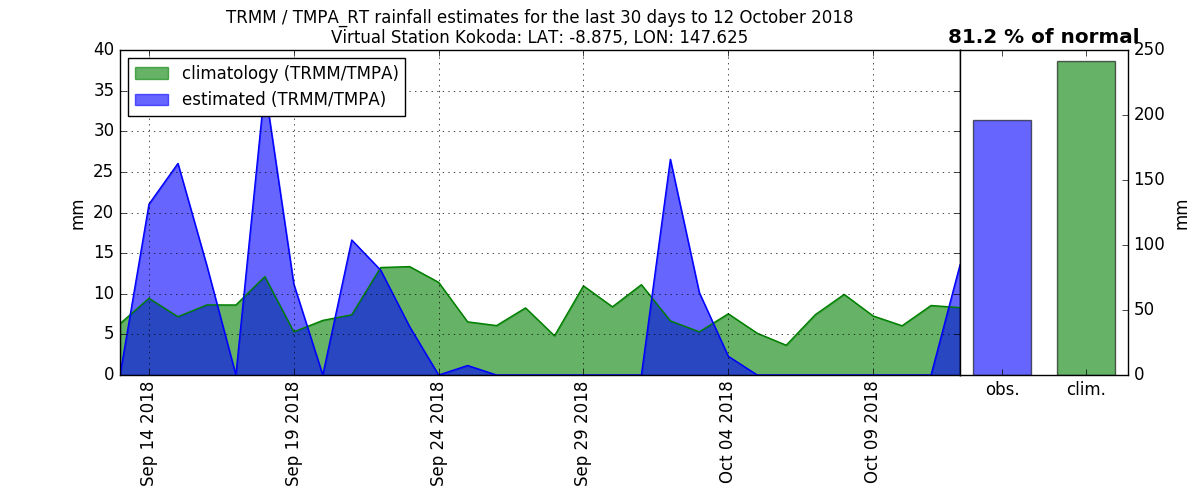 TRMM / TMPA_RT rainfall estimates for the last 30 days to 12 October 2018
Virtual Station Kokoda: LAT: -8.875, LON: 147.625
81.2 % of normal
climatology (TRMM/TMPA)
estimated (TRMM/TMPA)
40
35
30
25
20
15
10
5
0
mm
Sep 14 2018
Sep 19 2018
Sep 24 2018
Sep 29 2018
Oct 04 2018
Oct 09 2018
250
200
150
100
50
0
mm
obs.
clim.